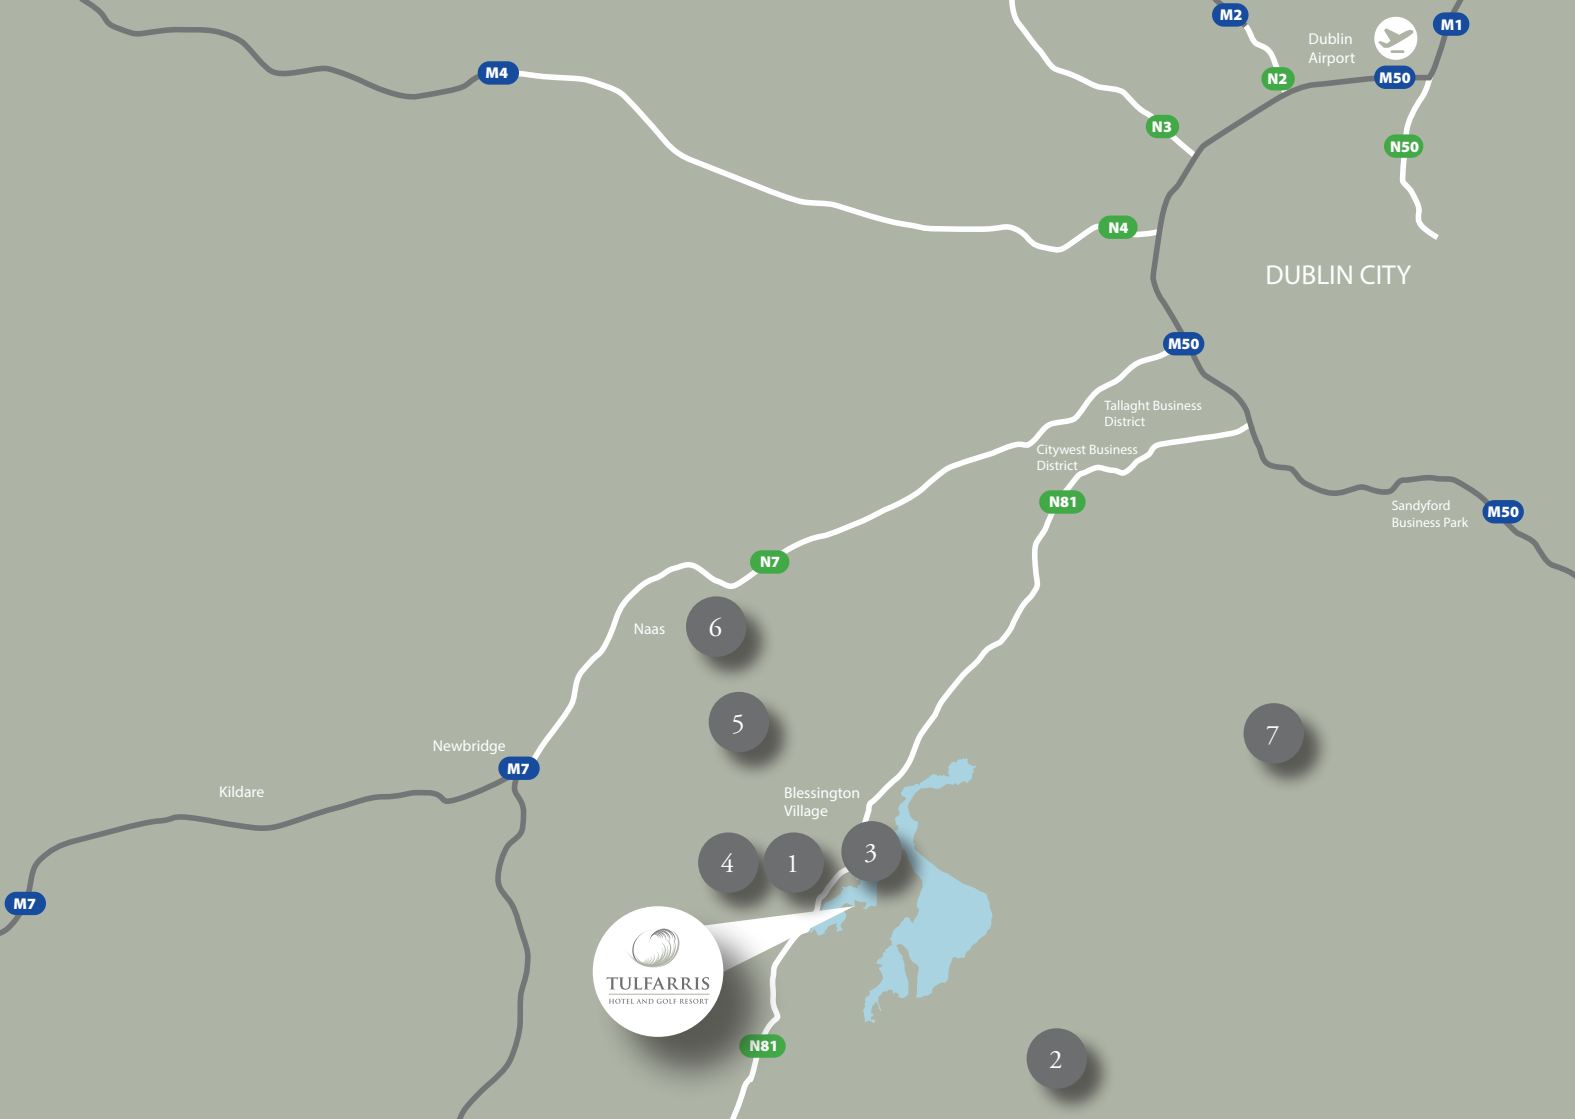 M2
M1
Dublin
Airport
M4
N2
M50
N3
N50
N4
DUBLIN CITY
M50
Tallaght Business
District
Citywest Business
District
N81
Sandyford
Business Park
M50
N7
Naas
6
5
7
Newbridge
M7
Kildare
Blessington
Village
4
1
3
M7
TULFARRIS
HOTEL AND GOLF RESORT
N81
2